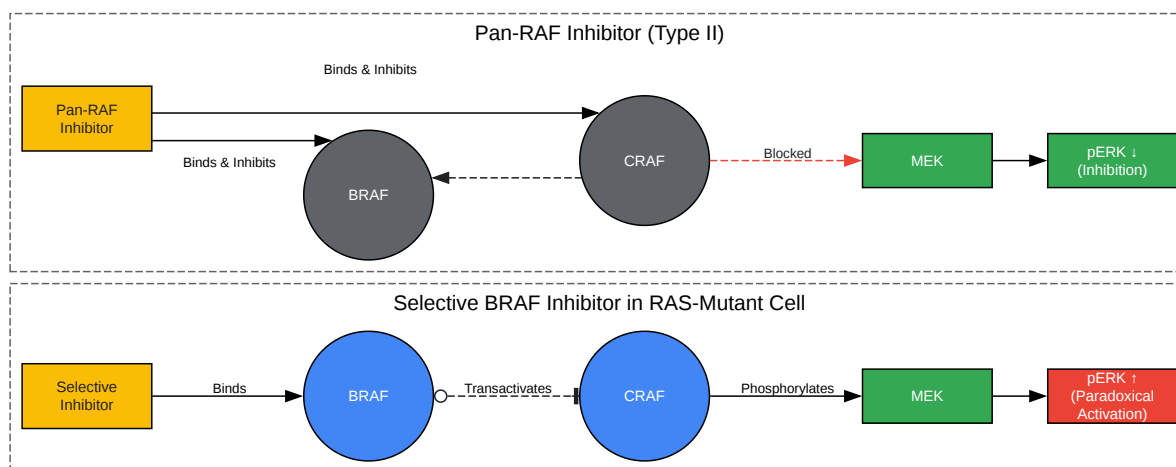 Pan-RAF Inhibitor (Type II)
Binds & Inhibits
Pan-RAF
Inhibitor
Binds & Inhibits
BRAF
CRAF
Blocked
MEK
pERK ↓
(Inhibition)
Selective BRAF Inhibitor in RAS-Mutant Cell
Selective
Inhibitor
Binds
BRAF
Transactivates
CRAF
Phosphorylates
MEK
pERK ↑
(Paradoxical
Activation)